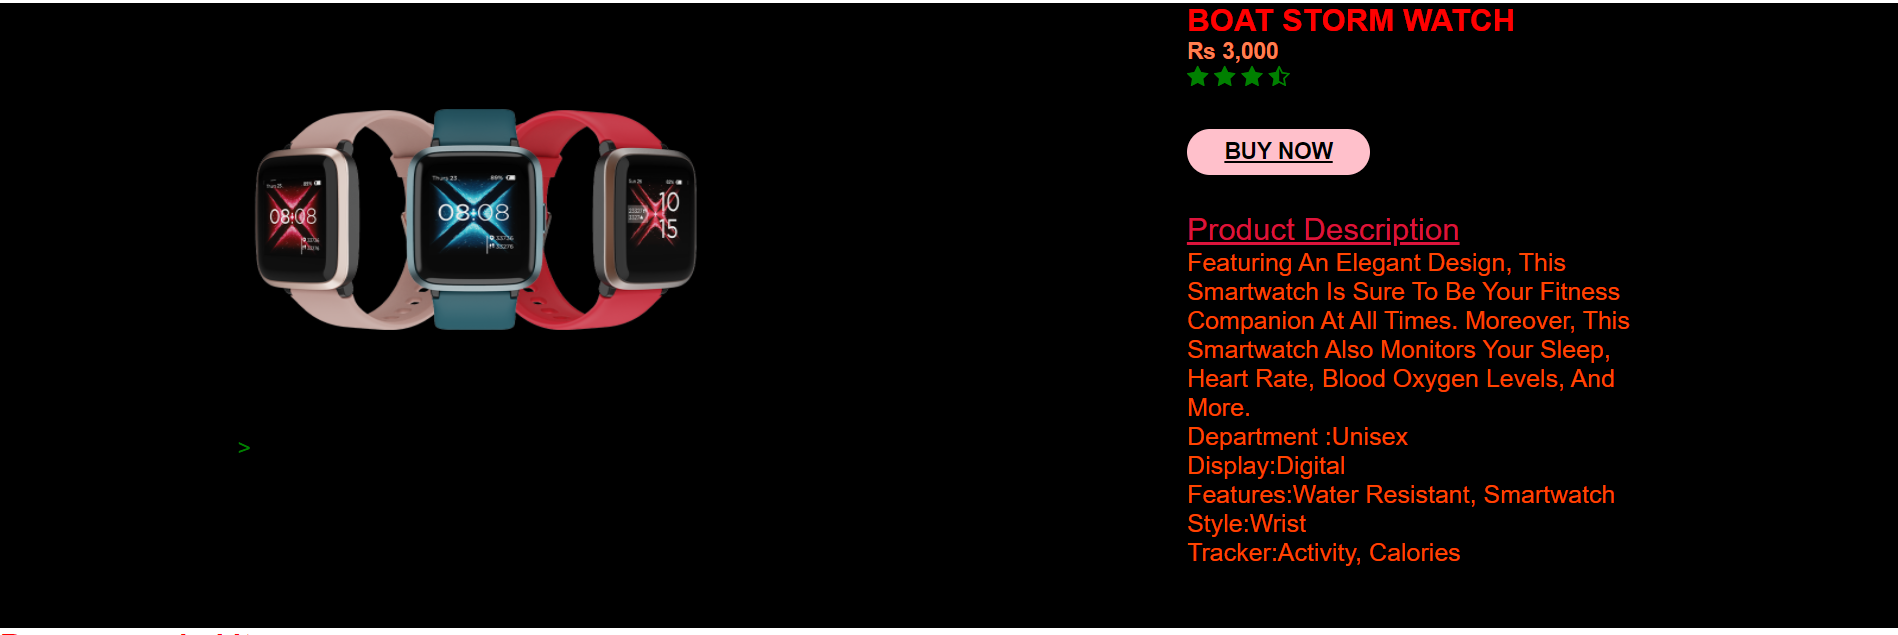 BOAT STORM WATCH
Rs 3,000
BUY NOW
Product Description
Featuring An Elegant Design, This
Smartwatch Is Sure To Be Your Fitness
Companion At All Times. Moreover, This
Smartwatch Also Monitors Your Sleep,
Heart Rate, Blood Oxygen Levels, And
More.
Department :Unisex
Display:Digital
Features:Water Resistant, Smartwatch
Style:Wrist
Tracker:Activity, Calories
08:08
89%
08:08
33736
33276
10
15
>